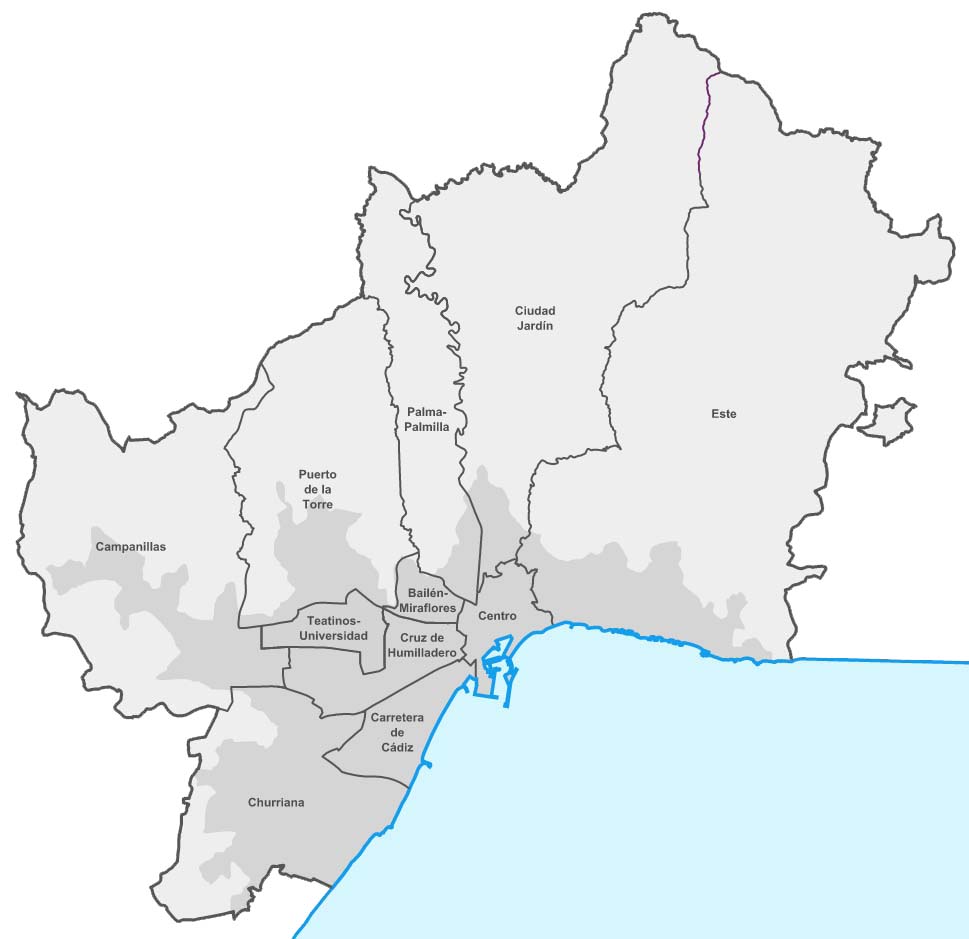 Ciudad
Jardín
Este
Palma-
Palmilla
Puerto
de la
Torre
Campanillas
Bailén-
Miraflores
Centro
Teatinos-
Universidad
Cruz de
Humilladero
Carretera
de
Cádiz
Churriana